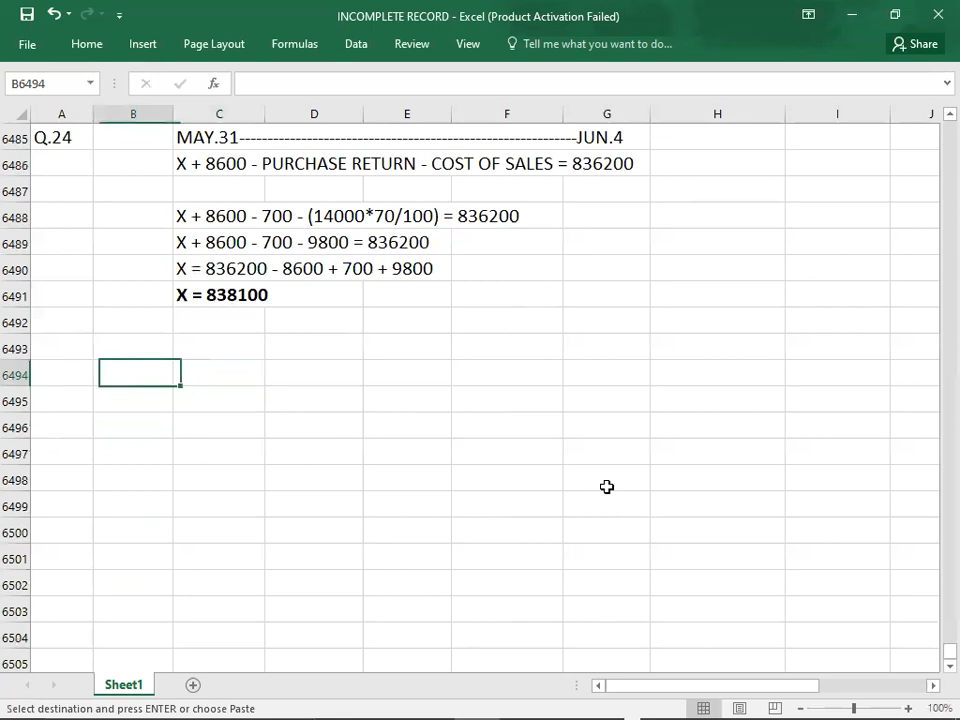 INCOMPLETE RECORD - Excel (Product Activation Failed)
File Home Insert Page Layout Formulas Data Review View Tell me what you want to do... Share
B6494 fx
A B C D E F G H I J
6485 Q.24 MAY.31------------------------------------------------------------JUN.4
6486 X + 8600 - PURCHASE RETURN - COST OF SALES = 836200
6487
6488 X + 8600 - 700 - (14000*70/100) = 836200
6489 X + 8600 - 700 - 9800 = 836200
6490 X = 836200 - 8600 + 700 + 9800
6491 X = 838100
6492
6493
6494
6495
6496
6497
6498
6499
6500
6501
6502
6503
6504
6505
Sheet1
Select destination and press ENTER or choose Paste 100%